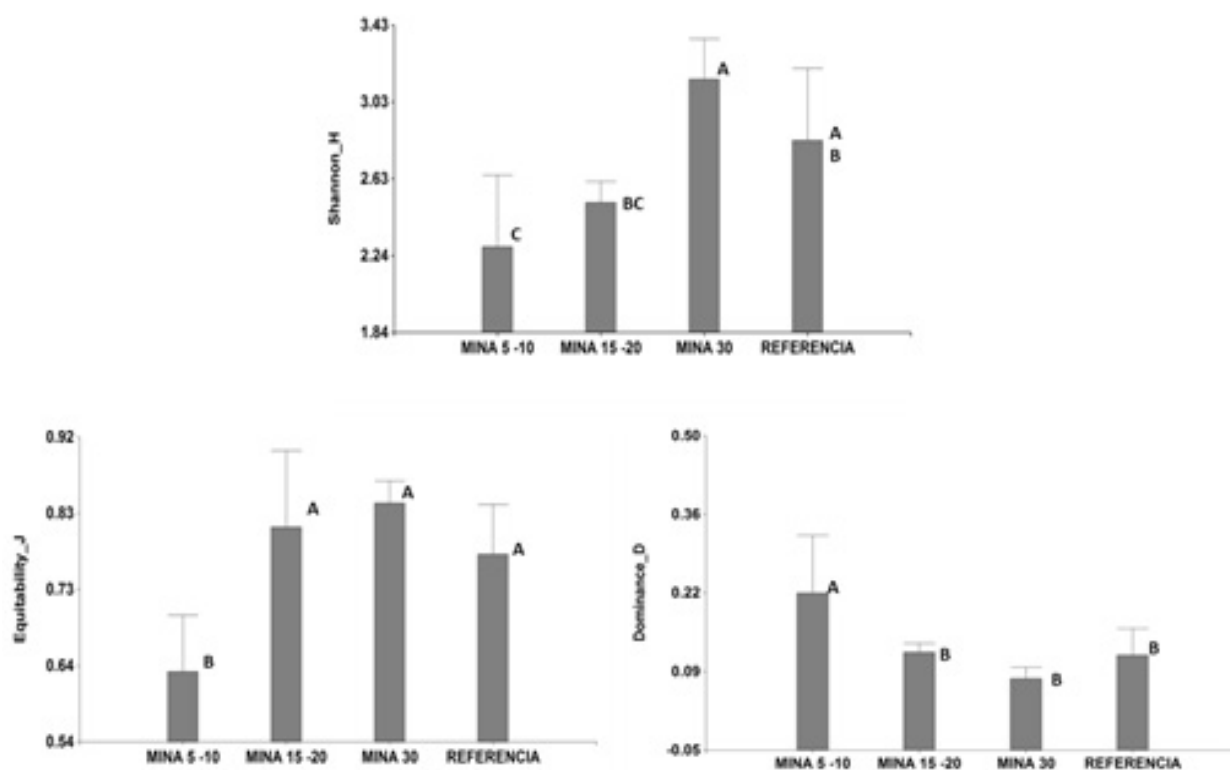 3.43
3.03
2.63
2.24
1.84
Shannon_H
A
A
B
BC
C
MINA 5 -10 MINA 15 -20 MINA 30 REFERENCIA
0.92
0.83
0.73
0.64
0.54
Equitability_J
A
A
A
B
MINA 5 -10 MINA 15 -20 MINA 30 REFERENCIA
0.50
0.36
0.22
0.09
-0.05
Dominance_D
A
B
B
B
MINA 5 -10 MINA 15 -20 MINA 30 REFERENCIA